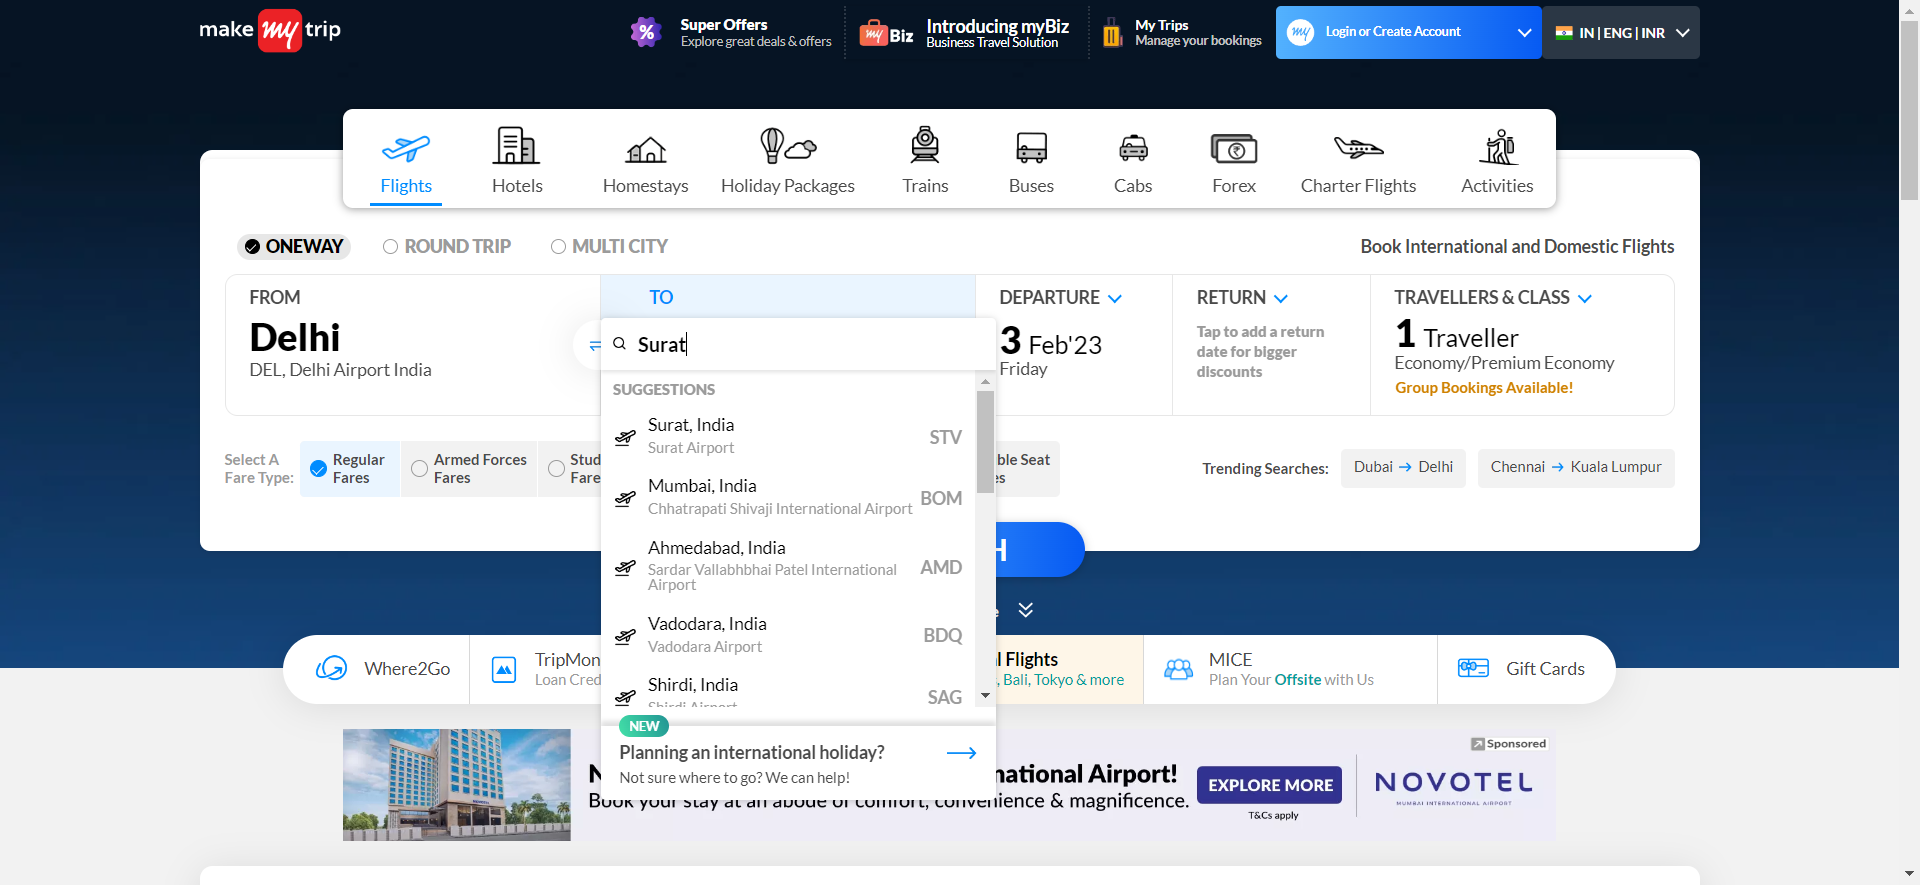 make my trip
%
Super Offers
Explore great deals & offers
my Biz
Introducing myBiz
Business Travel Solution
My Trips
Manage your bookings
my
Login or Create Account
IN | ENG | INR
Flights
Hotels
Homestays
Holiday Packages
Trains
Buses
Cabs
Forex
Charter Flights
Activities
ONEWAY
ROUND TRIP
MULTI CITY
Book International and Domestic Flights
FROM
Delhi
DEL, Delhi Airport India
TO
Surat
DEPARTURE
3 Feb'23
Friday
RETURN
Tap to add a return
date for bigger
discounts
TRAVELLERS & CLASS
1 Traveller
Economy/Premium Economy
Group Bookings Available!
SUGGESTIONS
Surat, India
Surat Airport
STV
Mumbai, India
Chhatrapati Shivaji International Airport
BOM
Ahmedabad, India
Sardar Vallabhbhai Patel International
Airport
AMD
Vadodara, India
Vadodara Airport
BDQ
Shirdi, India
Shirdi Airport
SAG
NEW
Planning an international holiday?
Not sure where to go? We can help!
Select A
Fare Type:
Regular
Fares
Armed Forces
Fares
Stud
Fare
ble Seat
es
Trending Searches:
Dubai → Delhi
Chennai → Kuala Lumpur
H
e
Where2Go
TripMon
Loan Cred
l Flights
, Bali, Tokyo & more
MICE
Plan Your Offsite with Us
Gift Cards
N
national Airport!
Book your stay at an abode of comfort, convenience & magnificence.
EXPLORE MORE
T&Cs apply
Sponsored
NOVOTEL
MUMBAI INTERNATIONAL AIRPORT